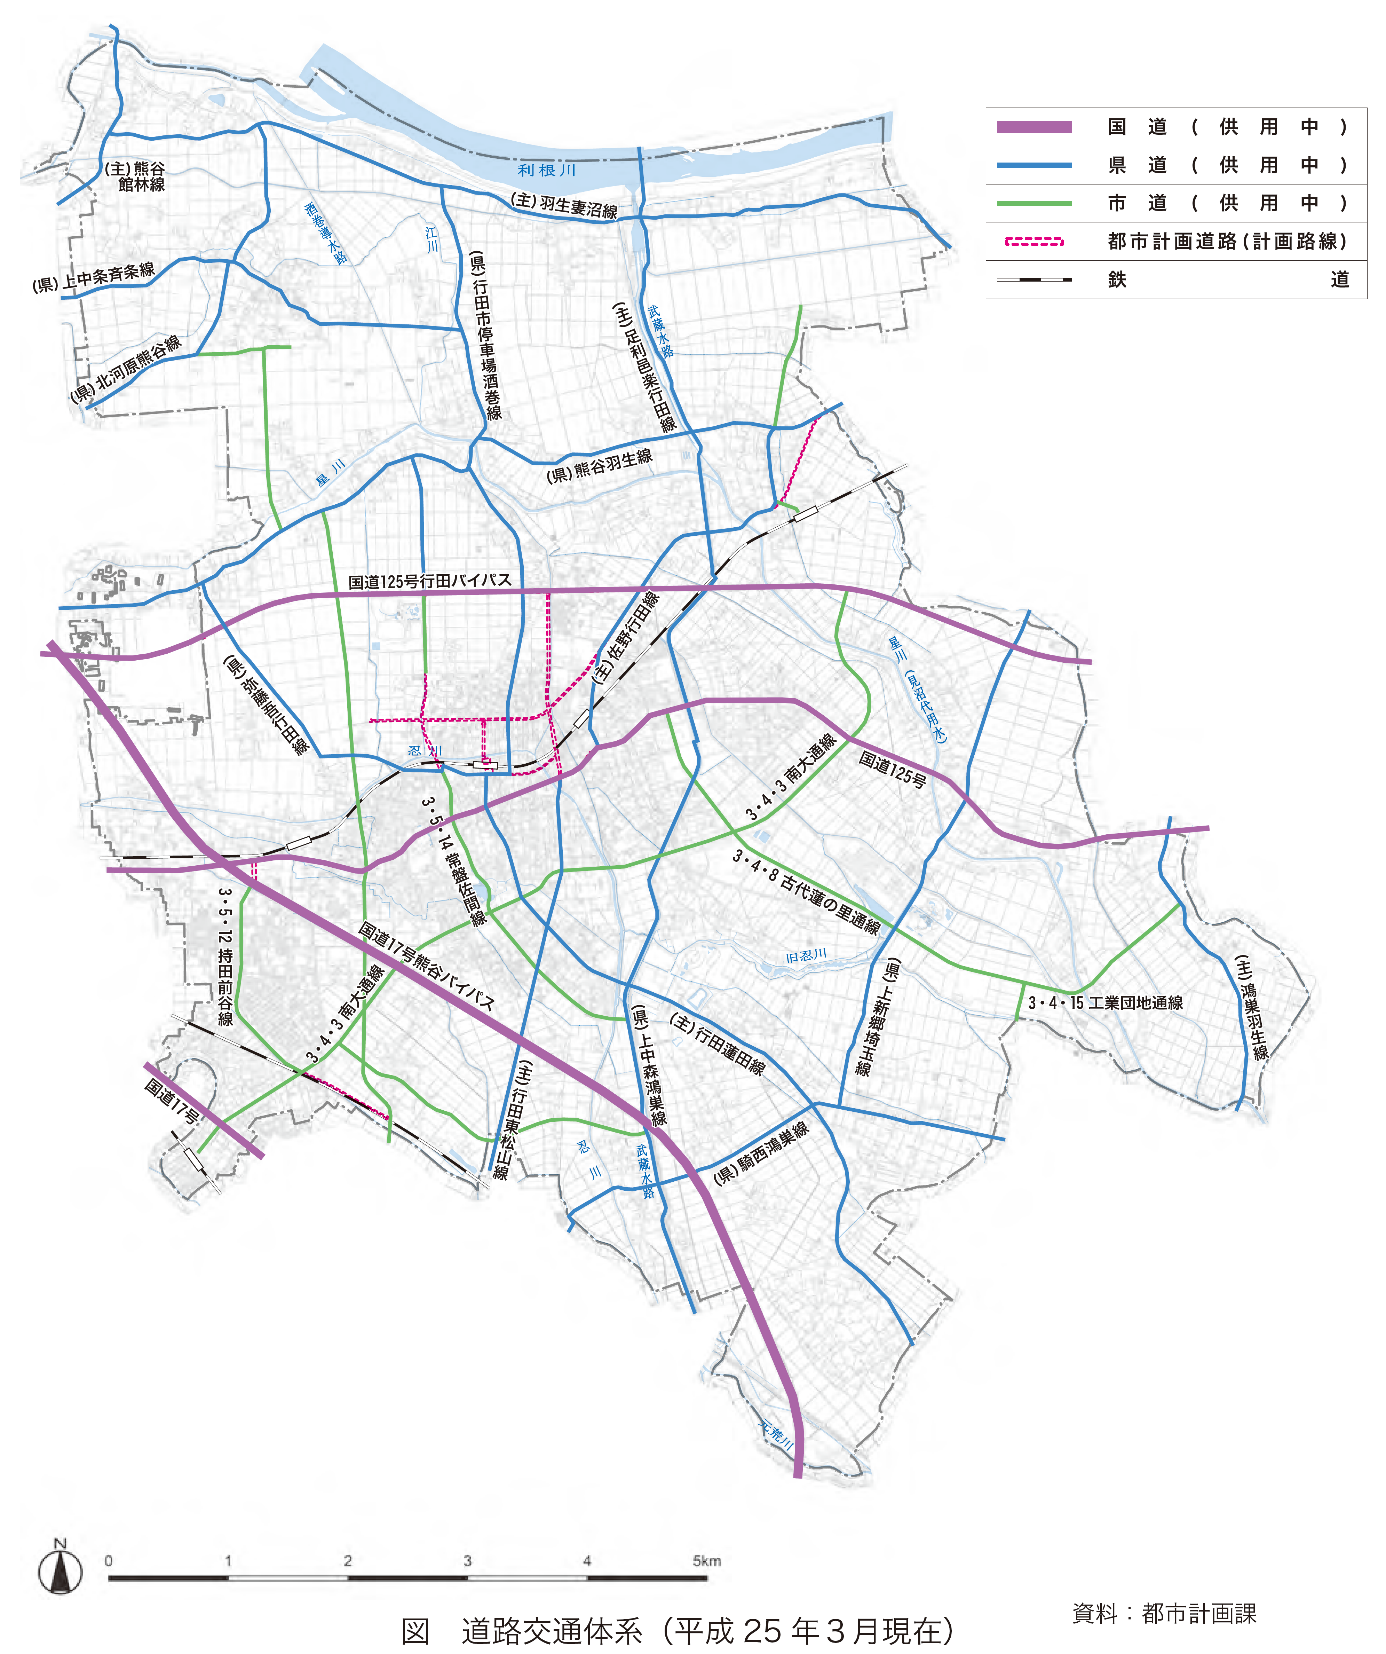 国道(供用中)
県道(供用中)
市道(供用中)
都市計画道路(計画路線)
鉄道
利根川
(主)熊谷
館林線
(主)羽生妻沼線
酒巻導水路
江川
(県)上中条斉条線
(県)行田市停車場酒巻線
(主)足利邑楽行田線
武蔵水路
(県)北河原熊谷線
星川
(県)熊谷羽生線
国道125号行田バイパス
(主)佐野行田線
星川(見沼代用水)
(県)弥藤吾行田線
忍川
国道125号
3・4・3 南大通線
3・5・14 常盤佐間線
3・4・8 古代蓮の里通線
3・5・12 持田前谷線
国道17号熊谷バイパス
旧忍川
3・4・3 南大通線
(県)上新郷埼玉線
3・4・15 工業団地通線
(主)鴻巣羽生線
(県)上中森鴻巣線
(主)行田蓮田線
国道17号
(主)行田東松山線
忍川
武蔵水路
(県)騎西鴻巣線
元荒川
N
0 1 2 3 4 5km
図 道路交通体系（平成 25 年３月現在）
資料：都市計画課